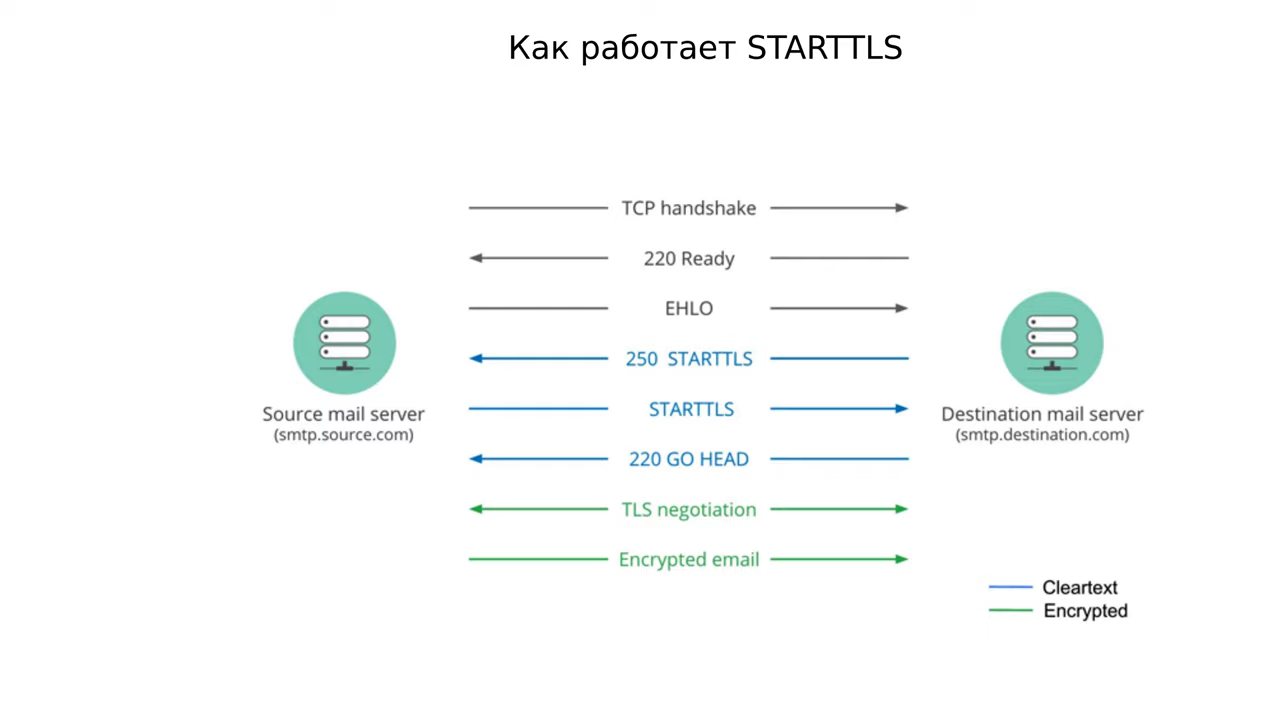 Как работает STARTTLS
TCP handshake
220 Ready
EHLO
250 STARTTLS
STARTTLS
220 GO HEAD
TLS negotiation
Encrypted email
Source mail server
(smtp.source.com)
Destination mail server
(smtp.destination.com)
Cleartext
Encrypted